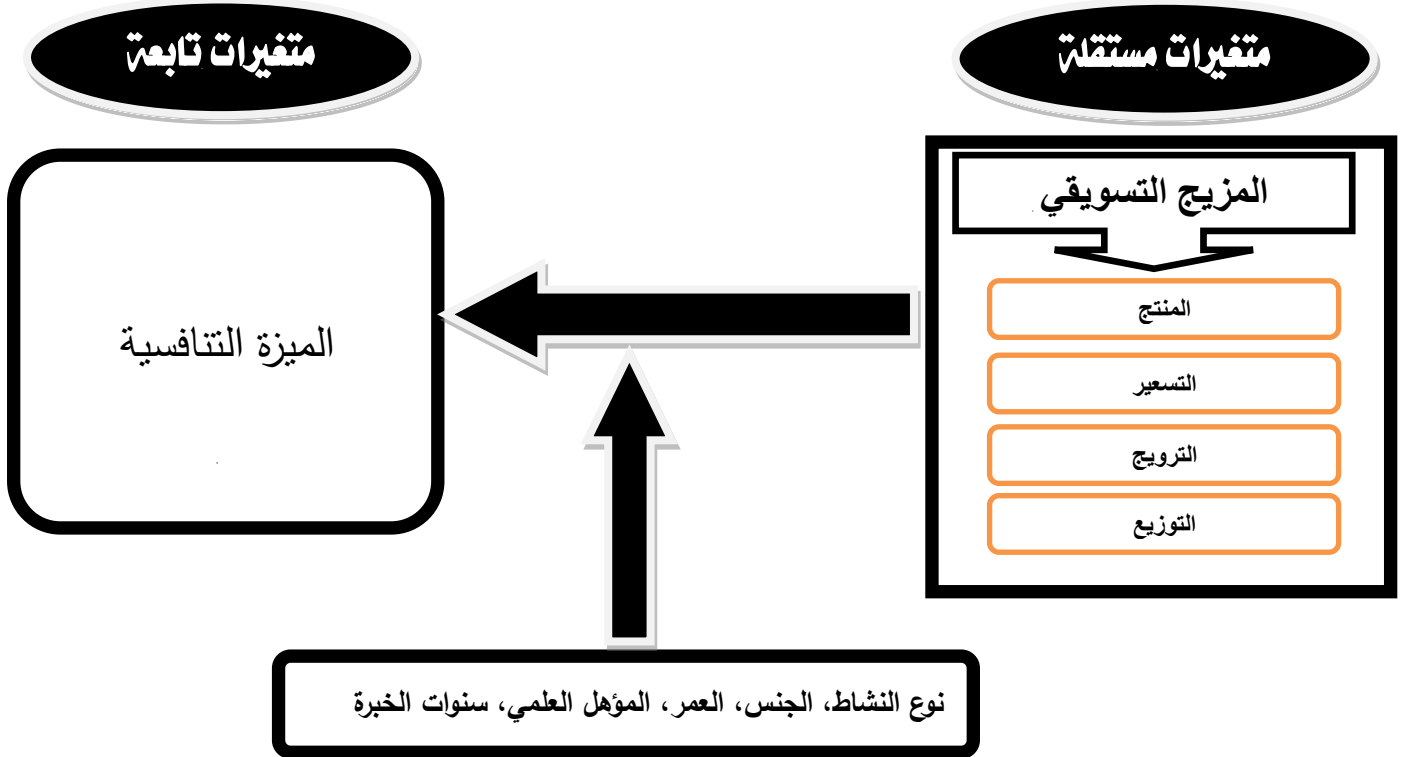 متغيرات مستقلة
متغيرات تابعة
المزيج التسويقي
المنتج
التسعير
الترويج
التوزيع
الميزة التنافسية
نوع النشاط، الجنس، العمر، المؤهل العلمي، سنوات الخبرة